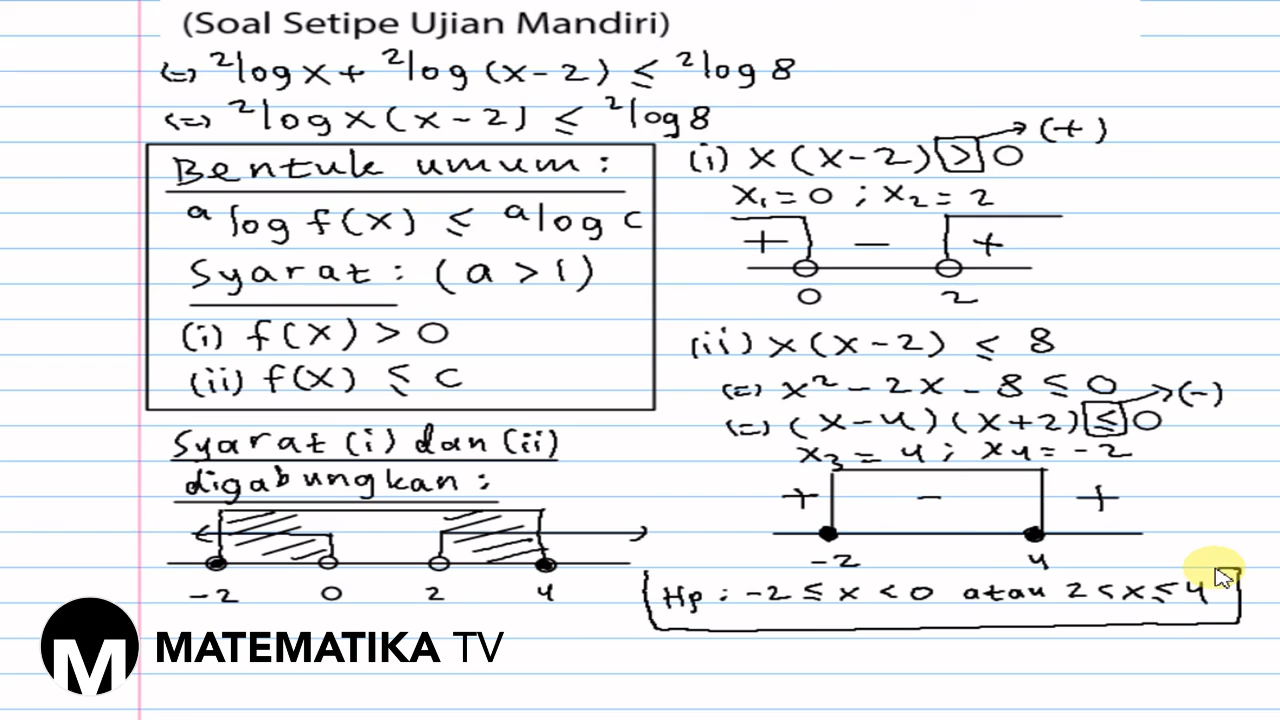 (Soal Setipe Ujian Mandiri)
⇔ ²log x + ²log (x - 2) ≤ ²log 8
⇔ ²log x (x - 2) ≤ ²log 8
Bentuk umum :
ᵃlog f(x) ≤ ᵃlog c
Syarat : (a > 1)
(i) f(x) > 0
(ii) f(x) ≤ c
Syarat (i) dan (ii)
digabungkan :
-2 0 2 4
(i) x (x - 2) > 0 → (+)
x₁ = 0 ; x₂ = 2
+ - +
0 2
(ii) x (x - 2) ≤ 8
⇔ x² - 2x - 8 ≤ 0
⇔ (x - 4) (x + 2) ≤ 0 → (-)
x₃ = 4 ; x₄ = -2
+ - +
-2 4
Hp : -2 ≤ x < 0 atau 2 < x ≤ 4
M MATEMATIKA TV